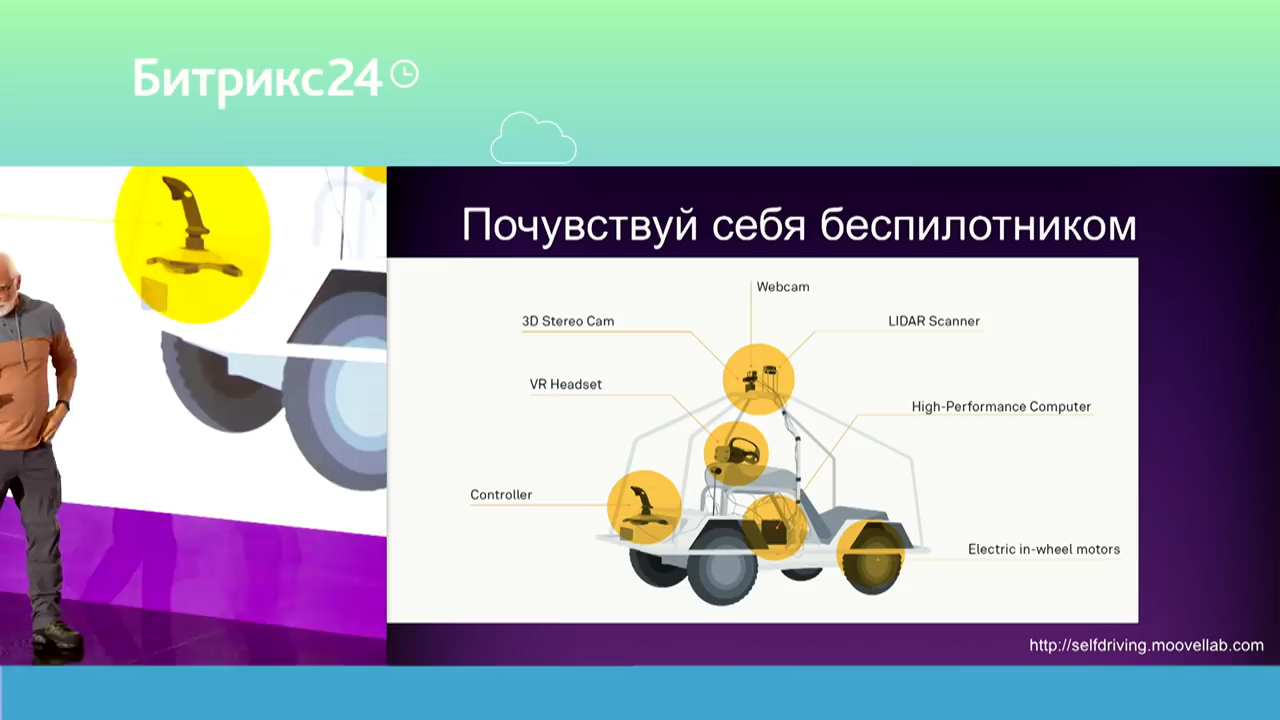 Битрикс24
Почувствуй себя беспилотником
Webcam
3D Stereo Cam
LIDAR Scanner
VR Headset
High-Performance Computer
Controller
Electric in-wheel motors
http://selfdriving.moovellab.com